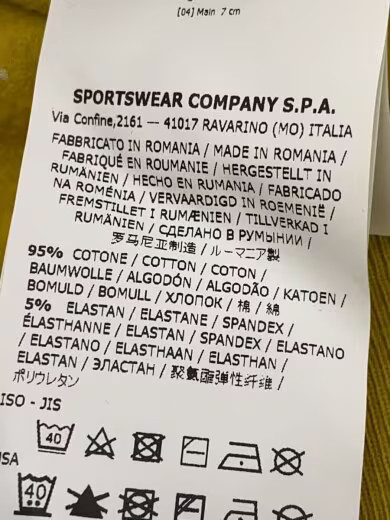 [04] Main 7 cm
SPORTSWEAR COMPANY S.P.A.
Via Confine,2161 — 41017 RAVARINO (MO) ITALIA
FABBRICATO IN ROMANIA / MADE IN ROMANIA /
FABRIQUÉ EN ROUMANIE / HERGESTELLT IN
RUMÄNIEN / HECHO EN RUMANIA / FABRICADO
NA ROMÉNIA / VERVAARDIGD IN ROEMENIË /
FREMSTILLET I RUMÆNIEN / TILLVERKAD I
RUMÄNIEN / СДЕЛАНО В РУМЫНИИ /
罗马尼亚制造 / ルーマニア製
95% COTONE / COTTON / COTON /
BAUMWOLLE / ALGODÓN / ALGODÃO / KATOEN /
BOMULD / BOMULL / ХЛОПОК / 棉 / 綿
5% ELASTAN / ELASTANE / SPANDEX /
ÉLASTHANNE / ELASTAN / SPANDEX / ELASTANO
/ ELASTANO / ELASTHAAN / ELASTHAN /
ELASTAN / ЭЛАСТАН / 聚氨酯弹性纤维 /
ポリウレタン
ISO - JIS
40
USA
40